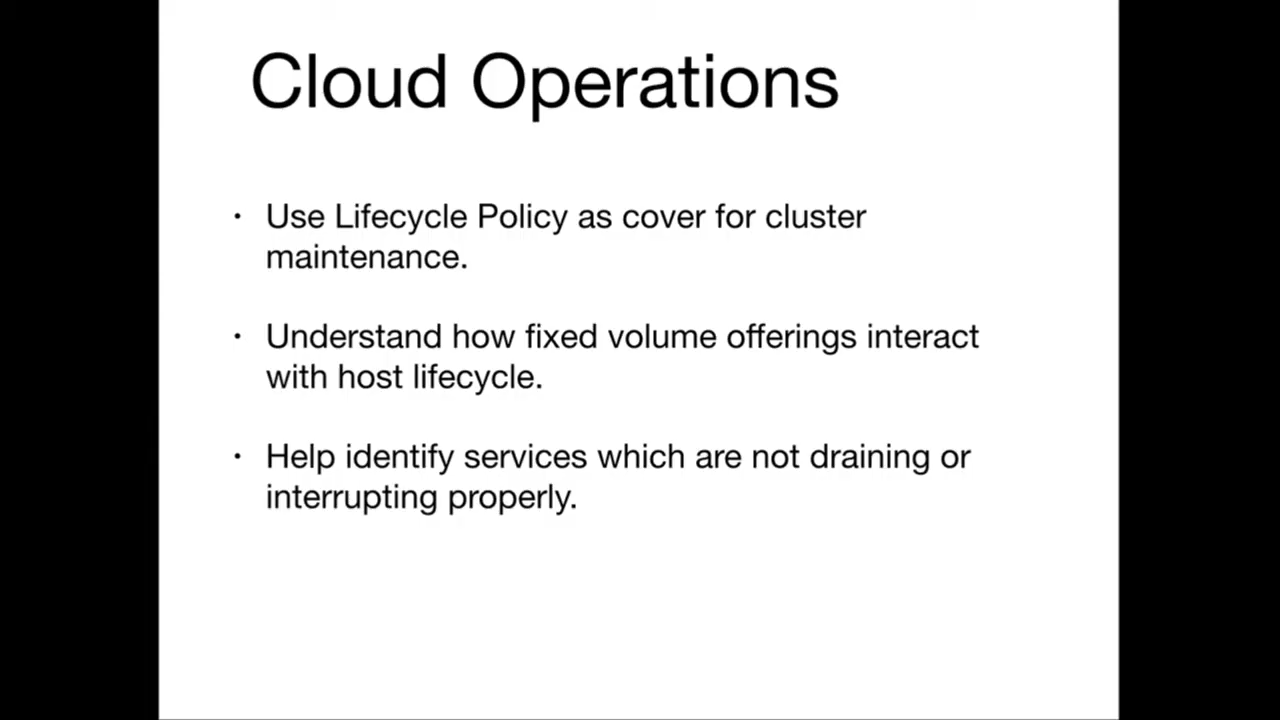 Cloud Operations
• Use Lifecycle Policy as cover for cluster
maintenance.
• Understand how fixed volume offerings interact
with host lifecycle.
• Help identify services which are not draining or
interrupting properly.